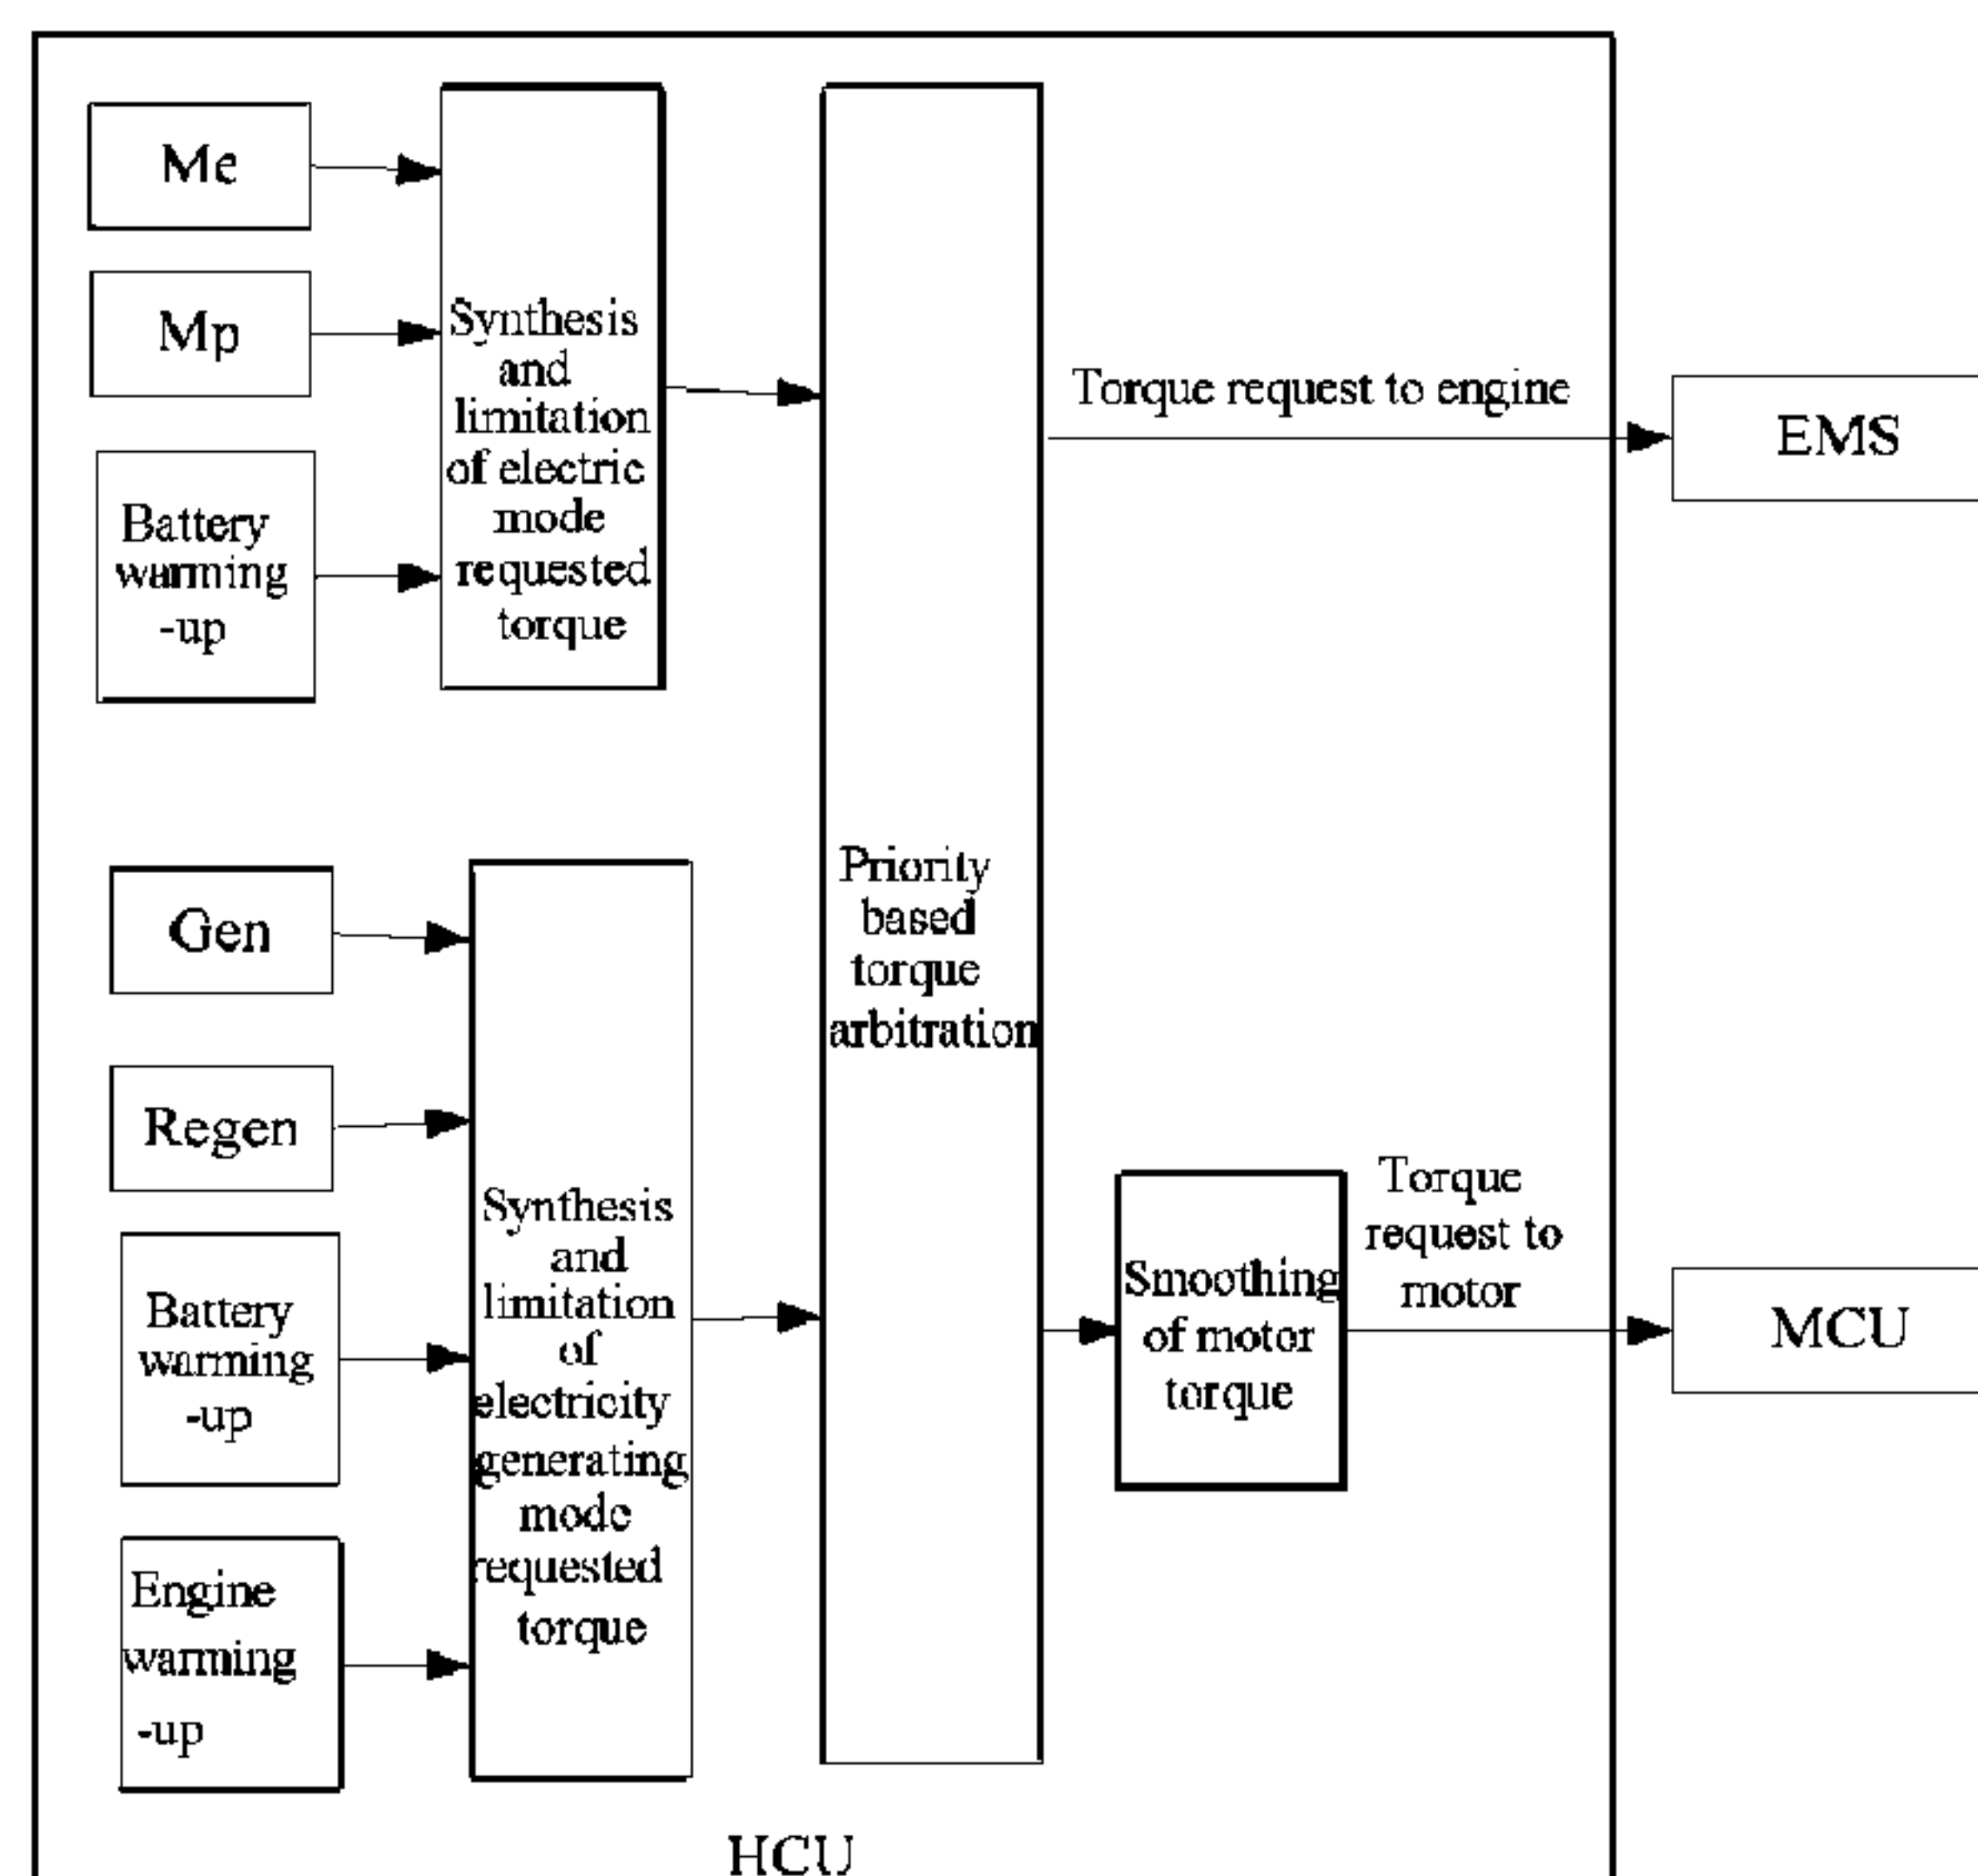 Me
Mp
Battery
warming
-up
Synthesis
and
limitation
of electric
mode
requested
torque
Gen
Regen
Battery
warming
-up
Engine
warming
-up
Synthesis
and
limitation
of
electricity
generating
mode
requested
torque
Priority
based
torque
arbitration
Torque request to engine
EMS
Smoothing
of motor
torque
Torque
request to
motor
MCU
HCU